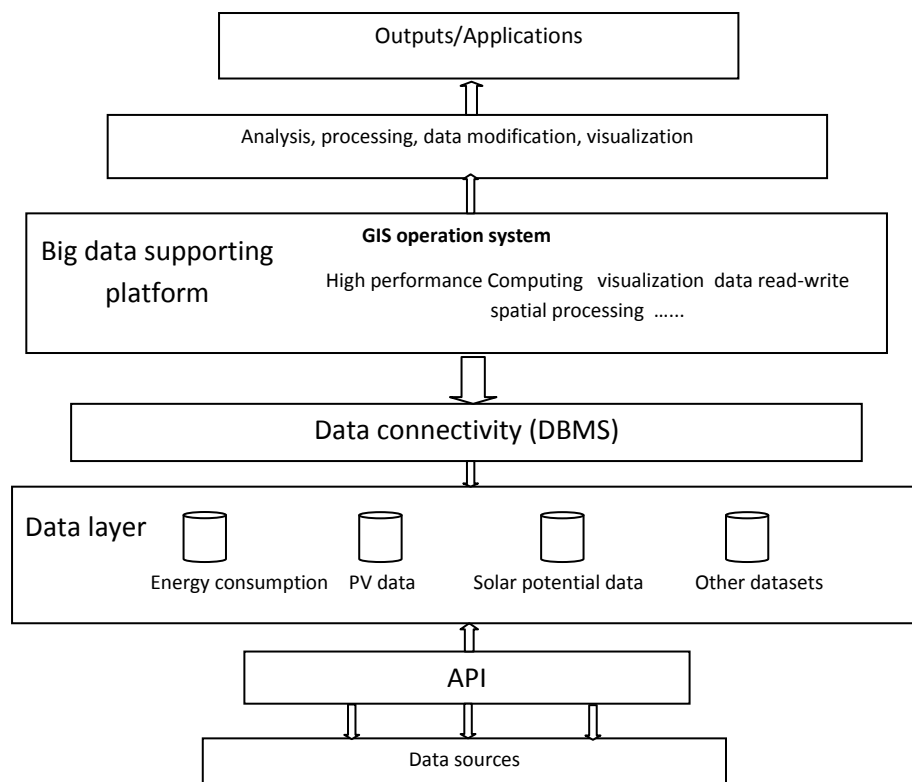 Outputs/Applications
Analysis, processing, data modification, visualization
Big data supporting
platform
GIS operation system
High performance Computing visualization data read-write
spatial processing …...
Data connectivity (DBMS)
Data layer
Energy consumption PV data Solar potential data Other datasets
API
Data sources